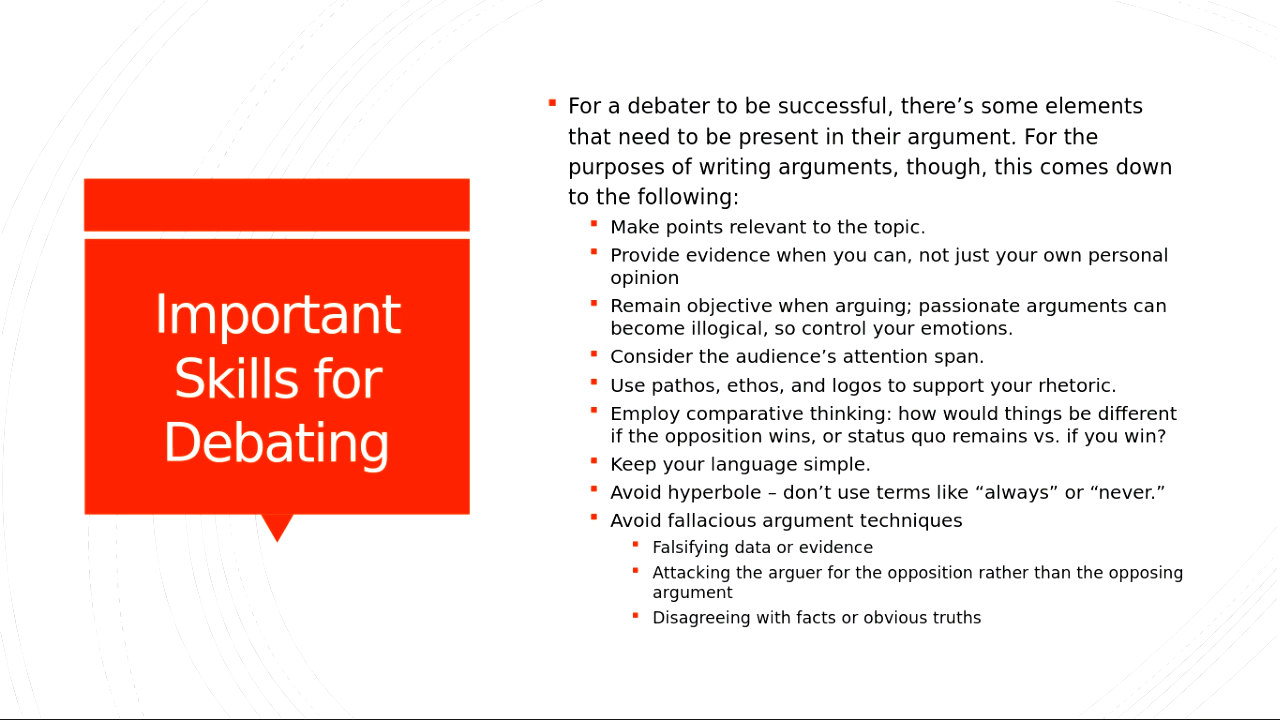 Important
Skills for
Debating
For a debater to be successful, there’s some elements
that need to be present in their argument. For the
purposes of writing arguments, though, this comes down
to the following:
Make points relevant to the topic.
Provide evidence when you can, not just your own personal
opinion
Remain objective when arguing; passionate arguments can
become illogical, so control your emotions.
Consider the audience’s attention span.
Use pathos, ethos, and logos to support your rhetoric.
Employ comparative thinking: how would things be different
if the opposition wins, or status quo remains vs. if you win?
Keep your language simple.
Avoid hyperbole – don’t use terms like “always” or “never.”
Avoid fallacious argument techniques
Falsifying data or evidence
Attacking the arguer for the opposition rather than the opposing
argument
Disagreeing with facts or obvious truths